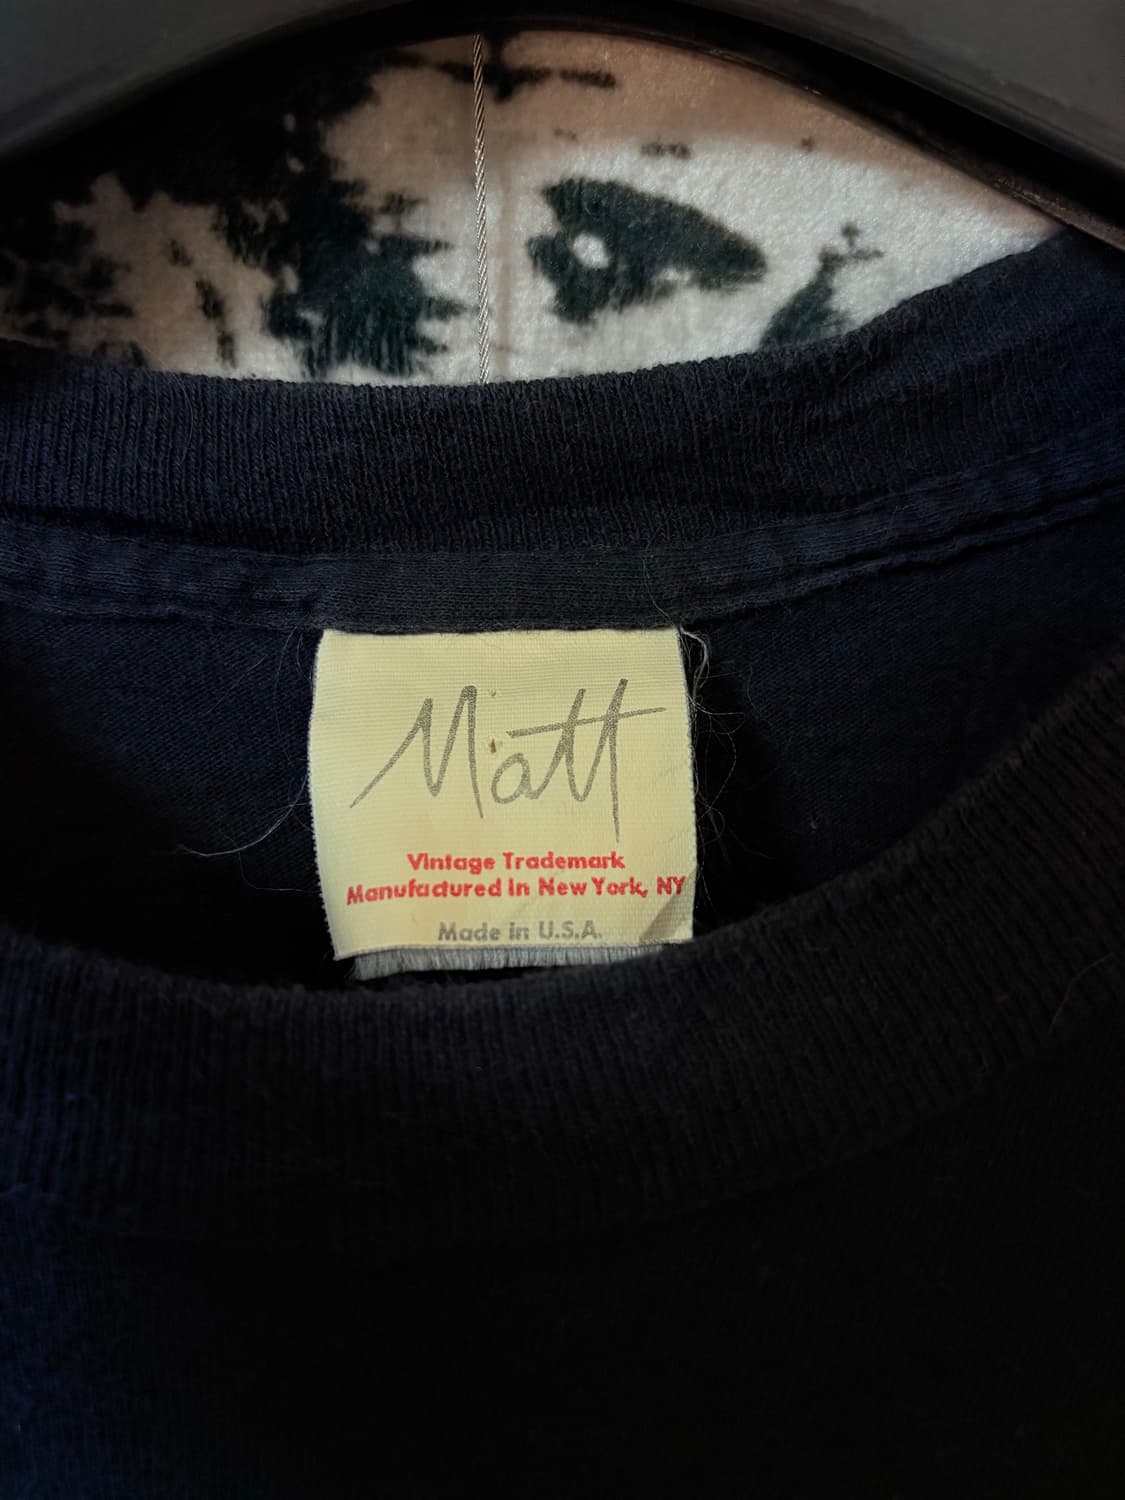 Matt
Vintage Trademark
Manufactured in New York, NY
Made in U.S.A.